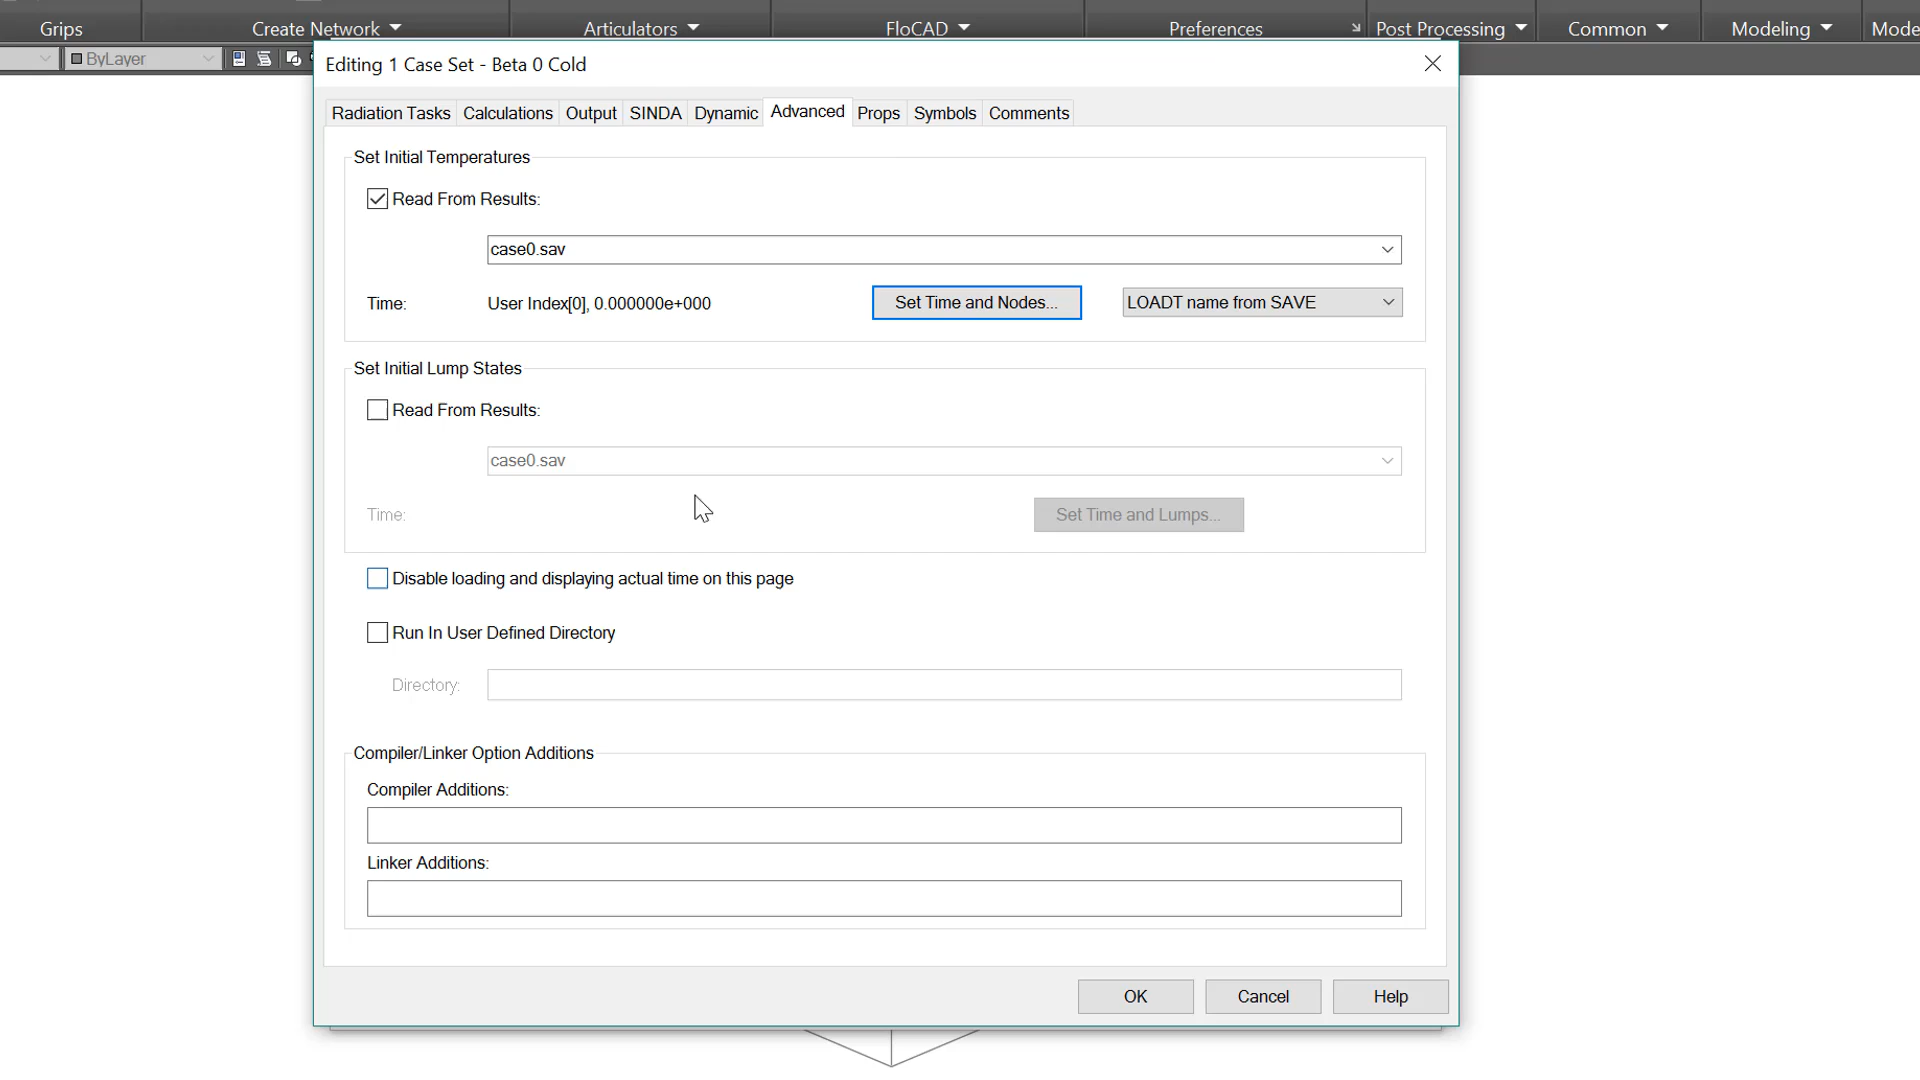 Grips Create Network Articulators FloCAD Preferences Post Processing Common Modeling Mode
ByLayer
Editing 1 Case Set - Beta 0 Cold
Radiation Tasks Calculations Output SINDA Dynamic Advanced Props Symbols Comments
Set Initial Temperatures
Read From Results:
case0.sav
Time: User Index[0], 0.000000e+000 Set Time and Nodes... LOADT name from SAVE
Set Initial Lump States
Read From Results:
case0.sav
Time: Set Time and Lumps...
Disable loading and displaying actual time on this page
Run In User Defined Directory
Directory:
Compiler/Linker Option Additions
Compiler Additions:
Linker Additions:
OK Cancel Help